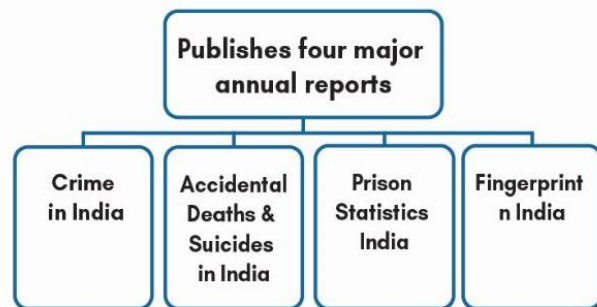 Publishes four major
annual reports
Crime
in India
Accidental
Deaths &
Suicides
in India
Prison
Statistics
India
Fingerprint
n India